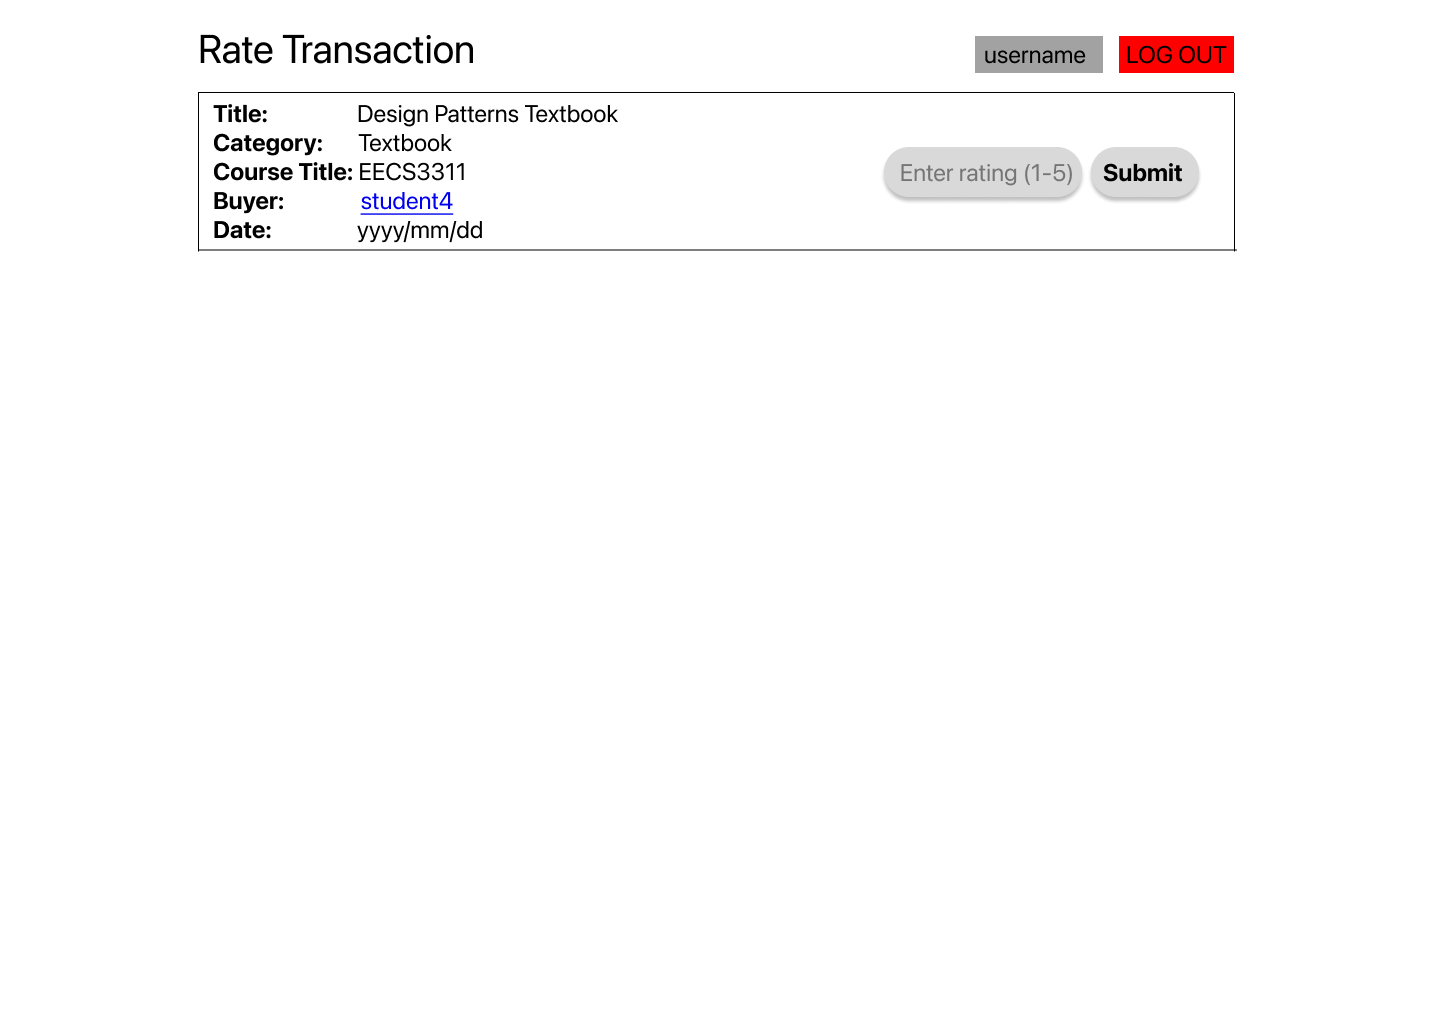 Rate Transaction
username
LOG OUT
Title: Design Patterns Textbook
Category: Textbook
Course Title: EECS3311
Buyer: student4
Date: yyyy/mm/dd
Enter rating (1-5)
Submit